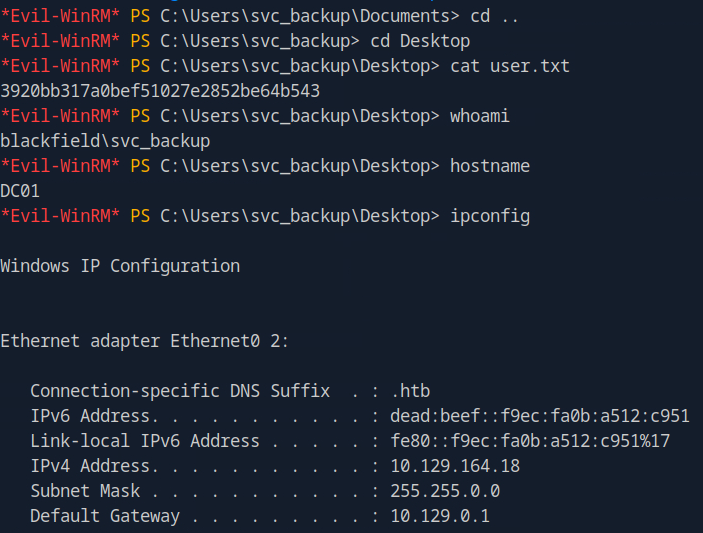 *Evil-WinRM* PS C:\Users\svc_backup\Documents> cd ..
*Evil-WinRM* PS C:\Users\svc_backup> cd Desktop
*Evil-WinRM* PS C:\Users\svc_backup\Desktop> cat user.txt
3920bb317a0bef51027e2852be64b543
*Evil-WinRM* PS C:\Users\svc_backup\Desktop> whoami
blackfield\svc_backup
*Evil-WinRM* PS C:\Users\svc_backup\Desktop> hostname
DC01
*Evil-WinRM* PS C:\Users\svc_backup\Desktop> ipconfig
Windows IP Configuration
Ethernet adapter Ethernet0 2:
Connection-specific DNS Suffix  . : .htb
IPv6 Address. . . . . . . . . . . : dead:beef::f9ec:fa0b:a512:c951
Link-local IPv6 Address . . . . . : fe80::f9ec:fa0b:a512:c951%17
IPv4 Address. . . . . . . . . . . : 10.129.164.18
Subnet Mask . . . . . . . . . . . : 255.255.0.0
Default Gateway . . . . . . . . . : 10.129.0.1